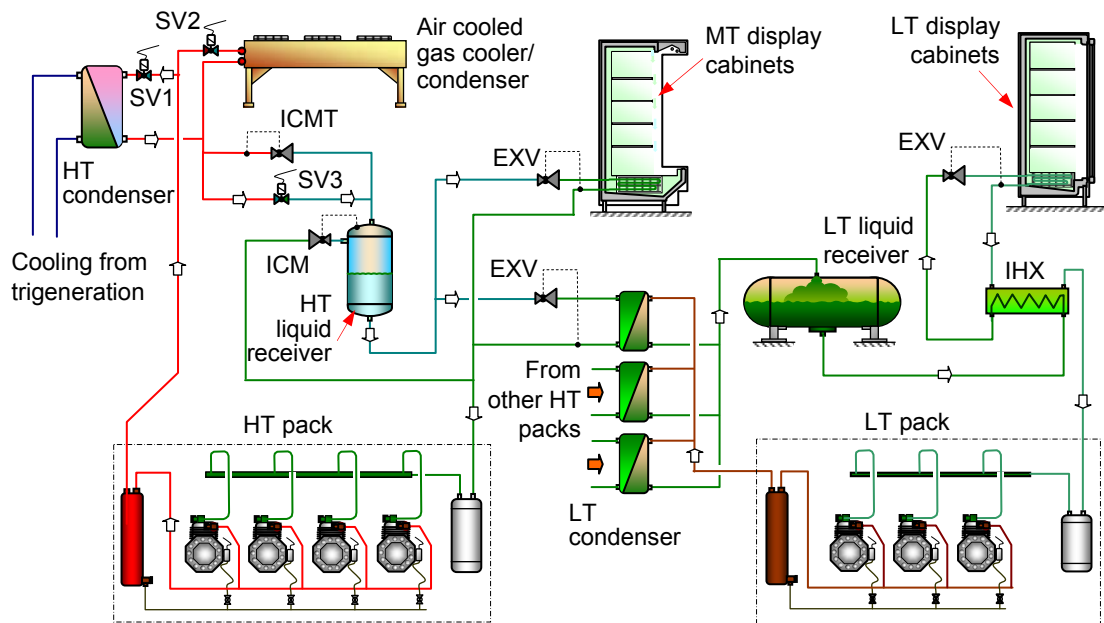 SV2
Air cooled
gas cooler/
condenser
MT display
cabinets
LT display
cabinets
SV1
ICMT
HT
condenser
SV3
EXV
EXV
Cooling from
trigeneration
ICM
HT
liquid
receiver
EXV
LT liquid
receiver
IHX
From
other HT
packs
HT pack
LT pack
LT
condenser